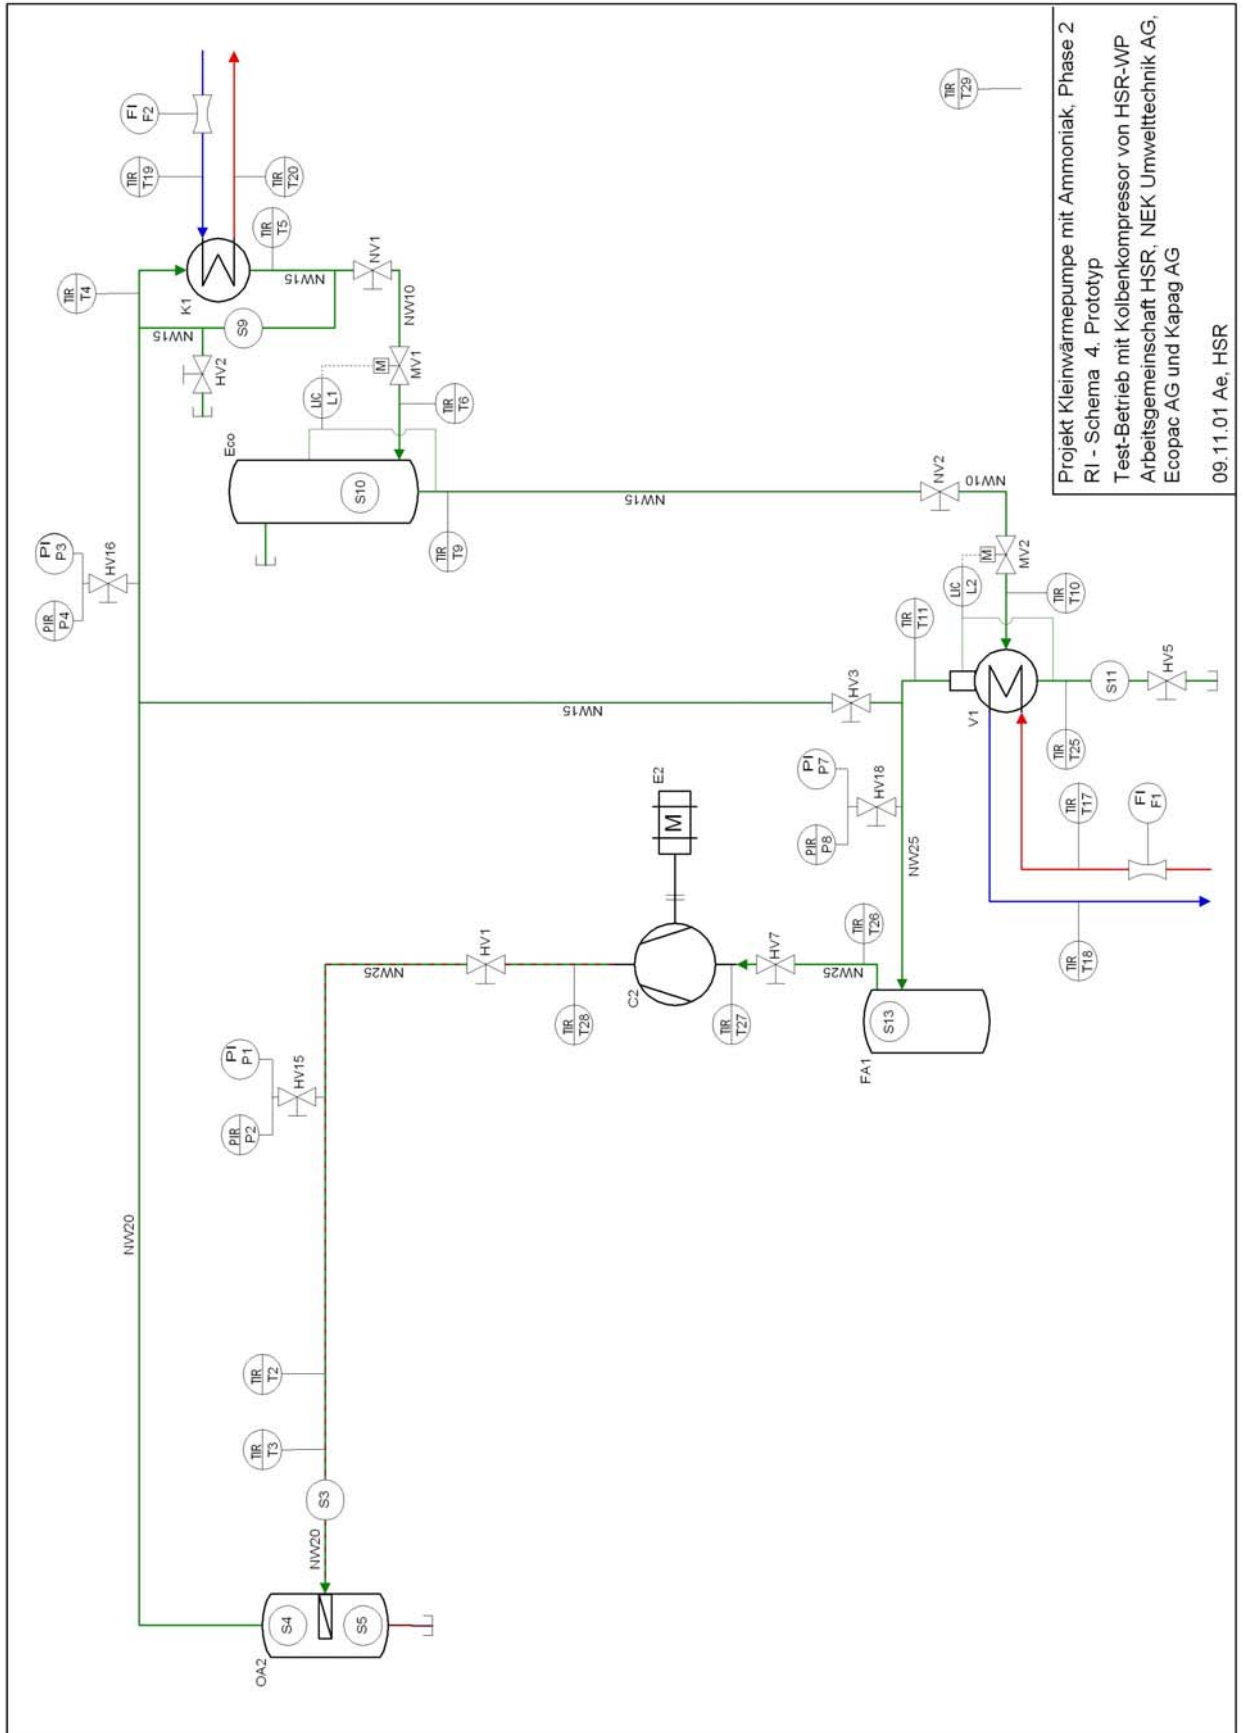 PIR
P4
PI
P3
HV16
TIR
T4
NW20
NW15
K1
TIR
T19
FI
F2
HV2
S9
TIR
T20
TIR
T5
NW15
NV1
NW10
Eco
S10
LIC
L1
M
MV1
TIR
T6
TIR
T9
PIR
P2
PI
P1
HV15
OA2
S4
S5
NW20
S3
TIR
T3
TIR
T2
NW25
HV1
TIR
T28
C2
M
E2
TIR
T27
HV7
NW25
TIR
T26
FA1
S13
NW15
HV3
PIR
P8
PI
P7
HV18
NW25
TIR
T11
NW15
NV2
NW10
LIC
L2
M
MV2
TIR
T10
V1
TIR
T25
S11
HV5
TIR
T18
TIR
T17
FI
F1
TIR
T29
Projekt Kleinwärmepumpe mit Ammoniak, Phase 2
RI - Schema 4. Prototyp
Test-Betrieb mit Kolbenkompressor von HSR-WP
Arbeitsgemeinschaft HSR, NEK Umwelttechnik AG,
Ecopac AG und Kapag AG
09.11.01 Ae, HSR